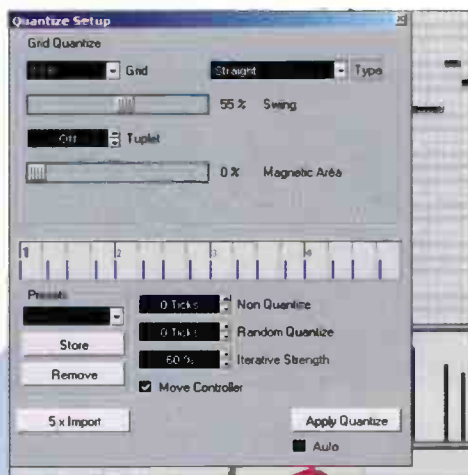 Quantize Setup
Grid Quantize
Grid
Straight
Type
55 % Swing
Off Tuplet
0 % Magnetic Area
1 2 3 4
Presets
0 Ticks Non Quantize
0 Ticks Random Quantize
Store
60 % Iterative Strength
Remove
Move Controller
5 x Import
Apply Quantize
Auto